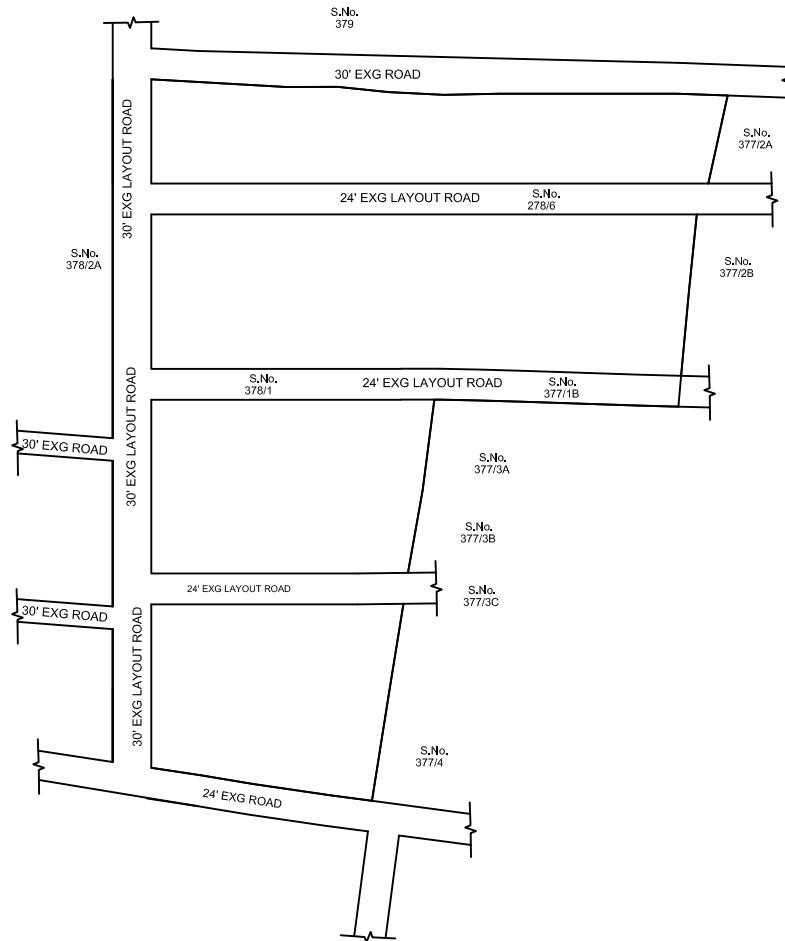 S.No.
379
30' EXG ROAD
30' EXG LAYOUT ROAD
S.No.
377/2A
24' EXG LAYOUT ROAD
S.No.
278/6
S.No.
378/2A
S.No.
377/2B
S.No.
378/1
24' EXG LAYOUT ROAD
S.No.
377/1B
30' EXG LAYOUT ROAD
30' EXG ROAD
S.No.
377/3A
S.No.
377/3B
24' EXG LAYOUT ROAD
S.No.
377/3C
30' EXG ROAD
30' EXG LAYOUT ROAD
S.No.
377/4
24' EXG ROAD